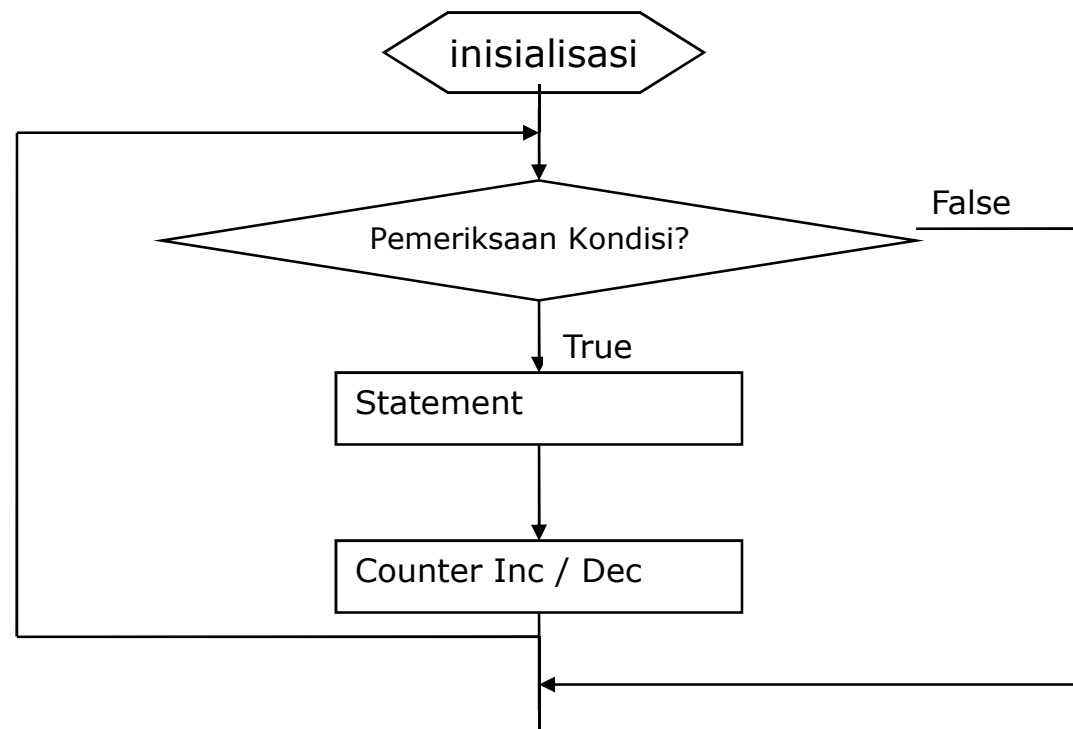 inisialisasi
Pemeriksaan Kondisi?
False
True
Statement
Counter Inc / Dec